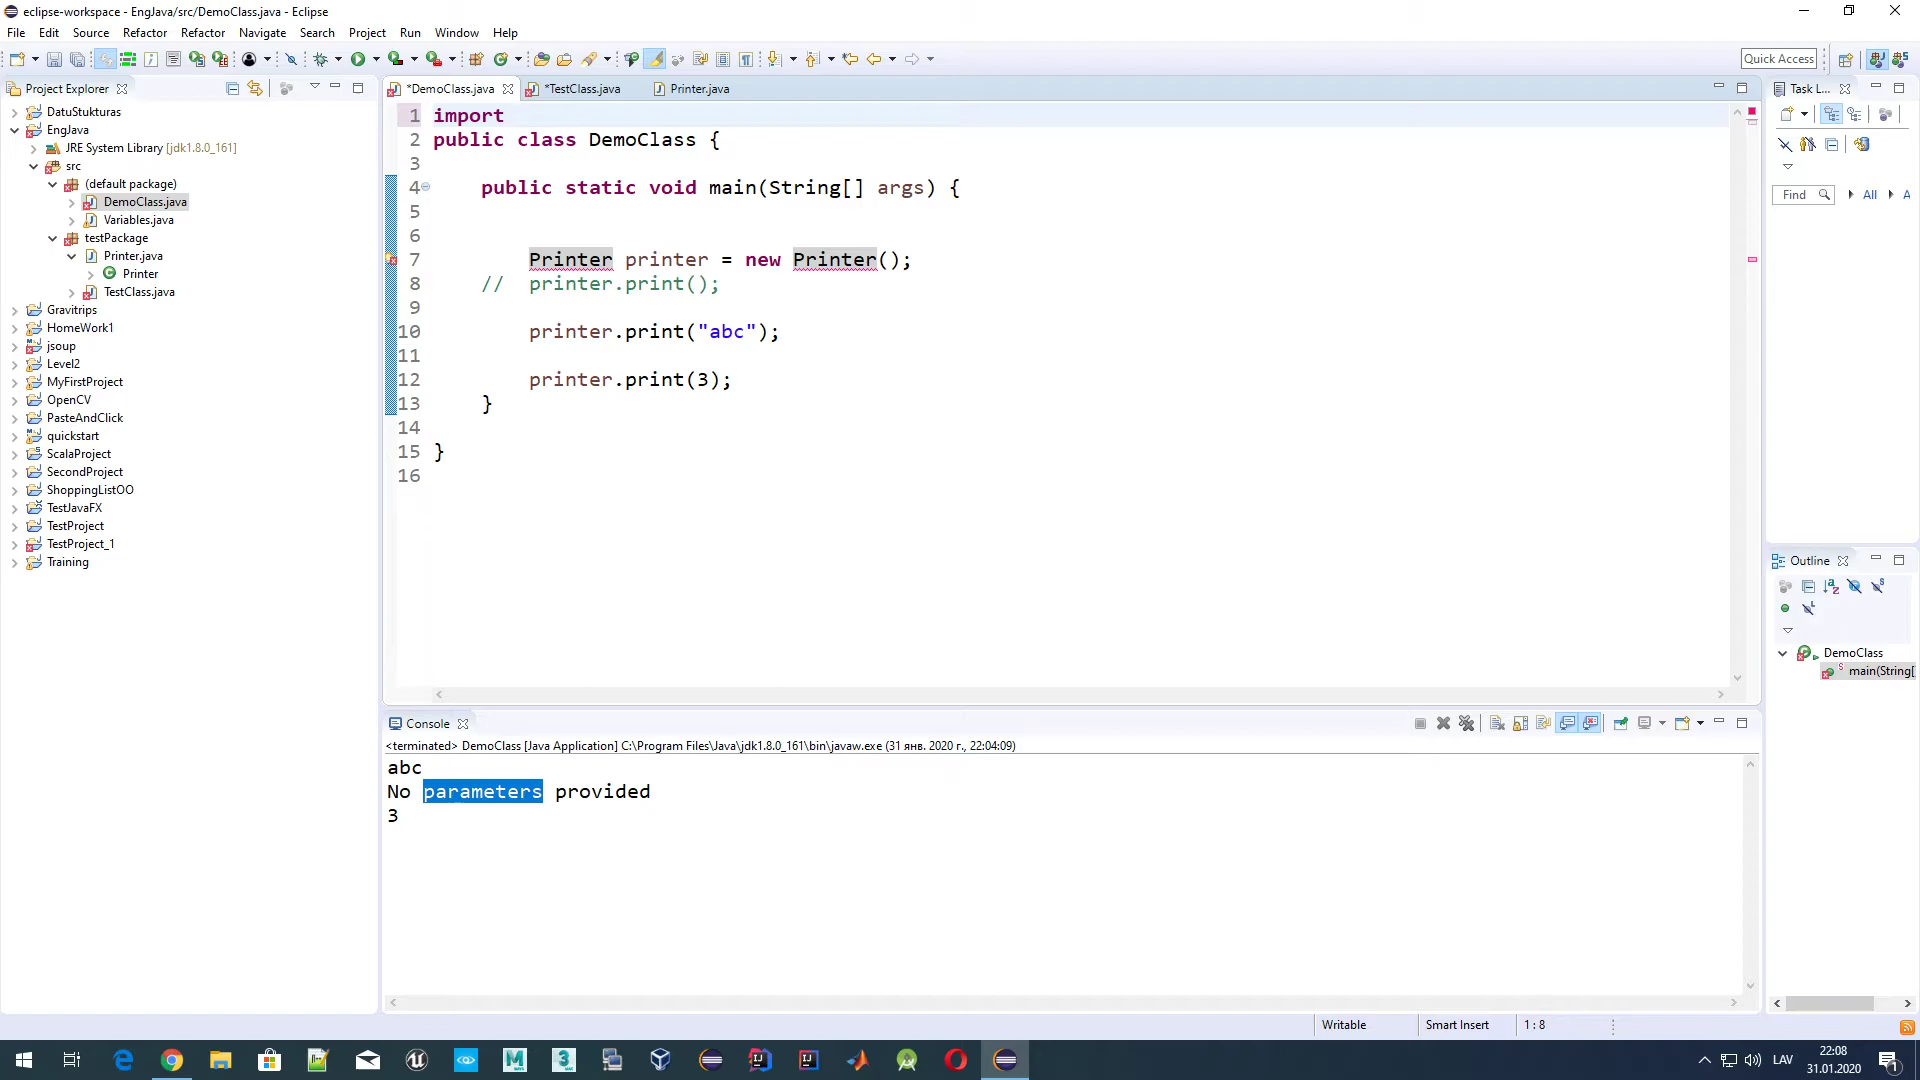 eclipse-workspace - EngJava/src/DemoClass.java - Eclipse
File Edit Source Refactor Refactor Navigate Search Project Run Window Help
Quick Access
Project Explorer
DatuStukturas
EngJava
JRE System Library [jdk1.8.0_161]
src
(default package)
DemoClass.java
Variables.java
testPackage
Printer.java
Printer
TestClass.java
Gravitrips
HomeWork1
jsoup
Level2
MyFirstProject
OpenCV
PasteAndClick
quickstart
ScalaProject
SecondProject
ShoppingListOO
TestJavaFX
TestProject
TestProject_1
Training
*DemoClass.java *TestClass.java Printer.java
1 import
2 public class DemoClass {
3
4 public static void main(String[] args) {
5
6
7 Printer printer = new Printer();
8 // printer.print();
9
10 printer.print("abc");
11
12 printer.print(3);
13 }
14
15 }
16
Task L...
Find All A
Outline
DemoClass
main(String[
Console
<terminated> DemoClass [Java Application] C:\Program Files\Java\jdk1.8.0_161\bin\javaw.exe (31 янв. 2020 г., 22:04:09)
abc
No parameters provided
3
Writable Smart Insert 1 : 8
LAV
22:08
31.01.2020